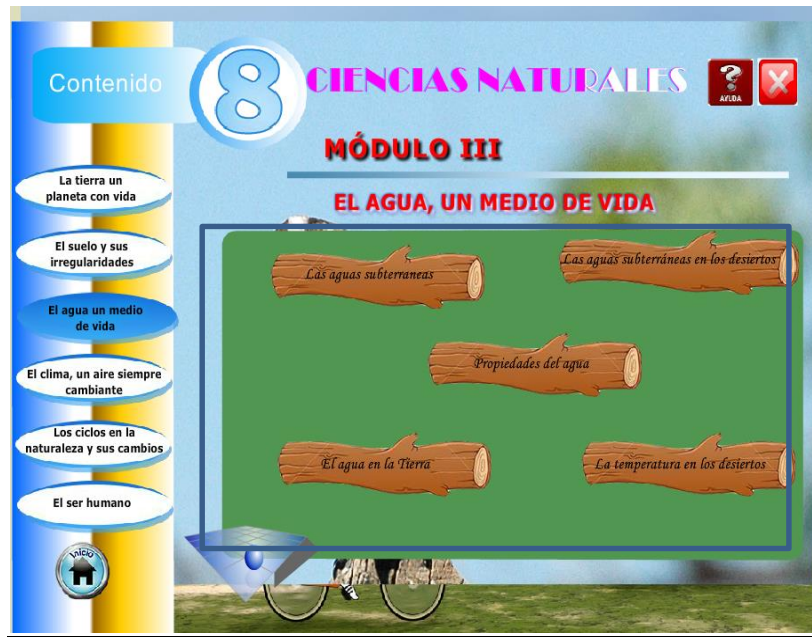 Contenido
8
CIENCIAS NATURALES
AYUDA
MÓDULO III
EL AGUA, UN MEDIO DE VIDA
La tierra un
planeta con vida
El suelo y sus
irregularidades
El agua un medio
de vida
El clima, un aire siempre
cambiante
Los ciclos en la
naturaleza y sus cambios
El ser humano
Inicio
Las aguas subterraneas
Las aguas subterráneas en los desiertos
Propiedades del agua
El agua en la Tierra
La temperatura en los desiertos